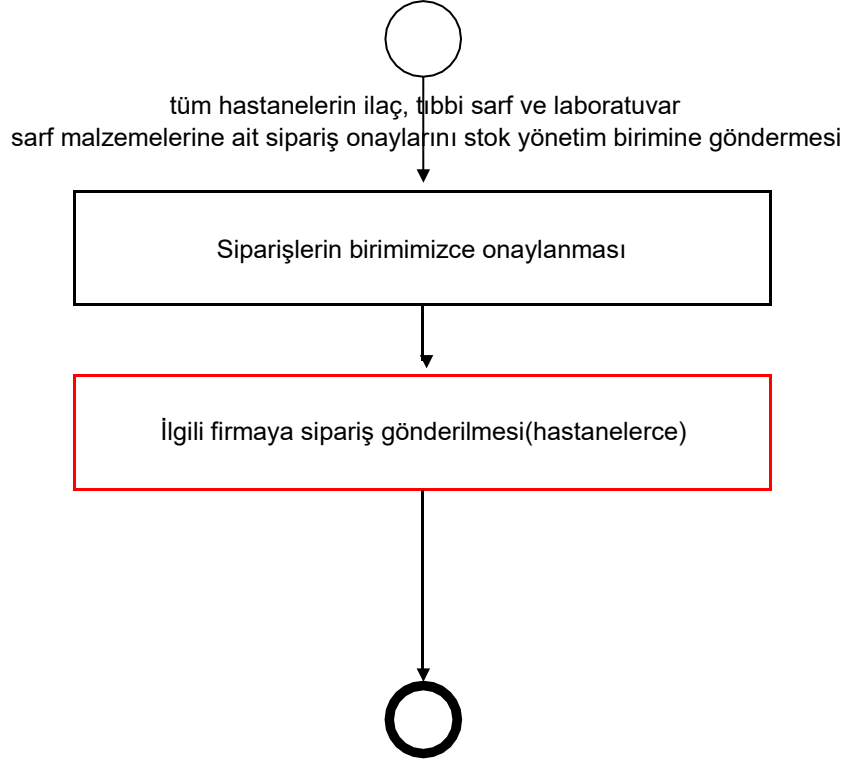 tüm hastanelerin ilaç, tıbbi sarf ve laboratuvar
sarf malzemelerine ait sipariş onaylarını stok yönetim birimine göndermesi
Siparişlerin birimimizce onaylanması
İlgili firmaya sipariş gönderilmesi(hastanelerce)